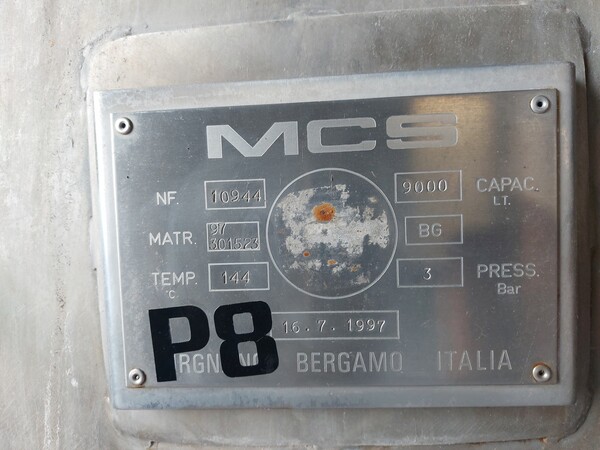 MCS
NF. 10944 9000 CAPAC.
LT.
MATR. 97
301523 BG
TEMP. 144 3 PRESS.
°C Bar
16.7.1997
P8
BERGAMO ITALIA